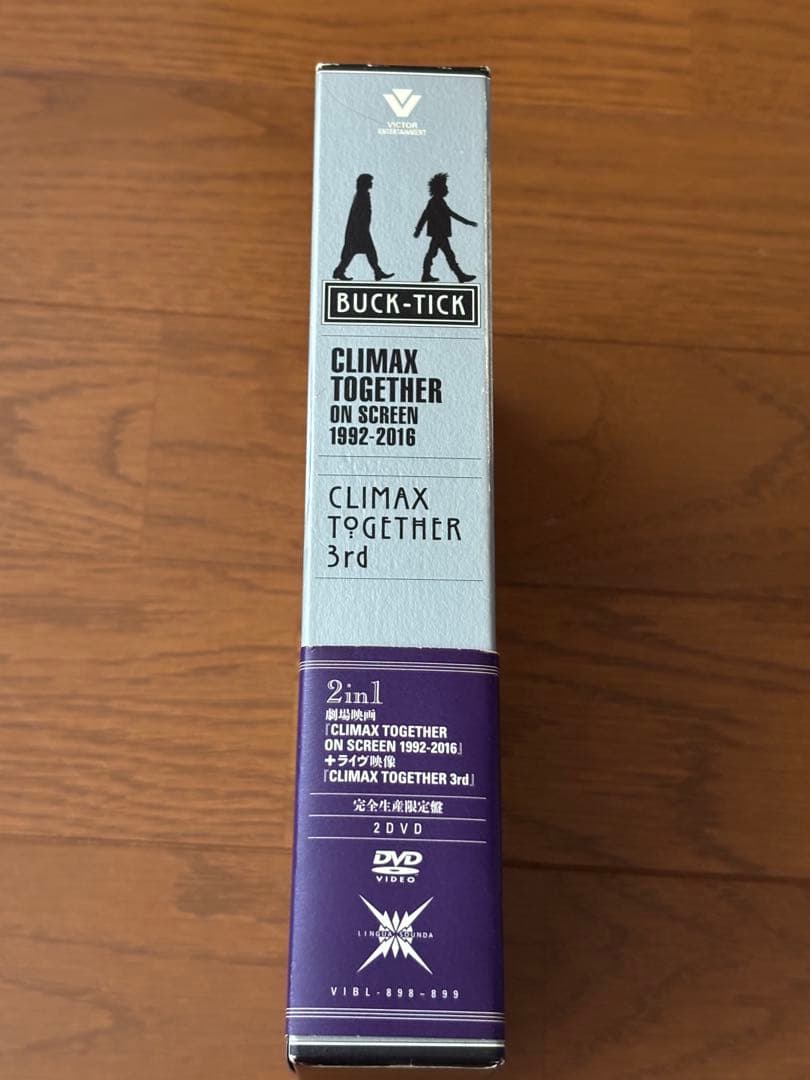 VICTOR
ENTERTAINMENT
BUCK-TICK
CLIMAX
TOGETHER
ON SCREEN
1992-2016
CLIMAX
TOGETHER
3rd
2in1
劇場映画
『CLIMAX TOGETHER
ON SCREEN 1992-2016』
+ライヴ映像
『CLIMAX TOGETHER 3rd』
完全生産限定盤
2DVD
DVD
VIDEO
LINGUA SOUNDA
VIBL-898~899